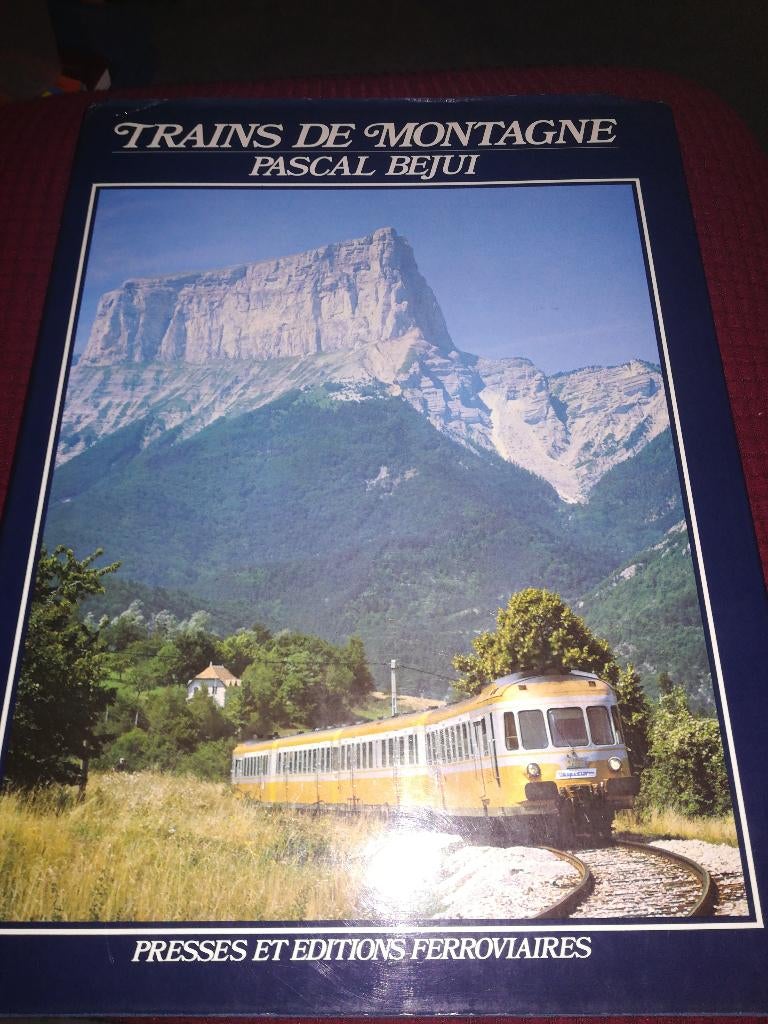 TRAINS DE MONTAGNE
PASCAL BEJUI
PRESSES ET EDITIONS FERROVIAIRES